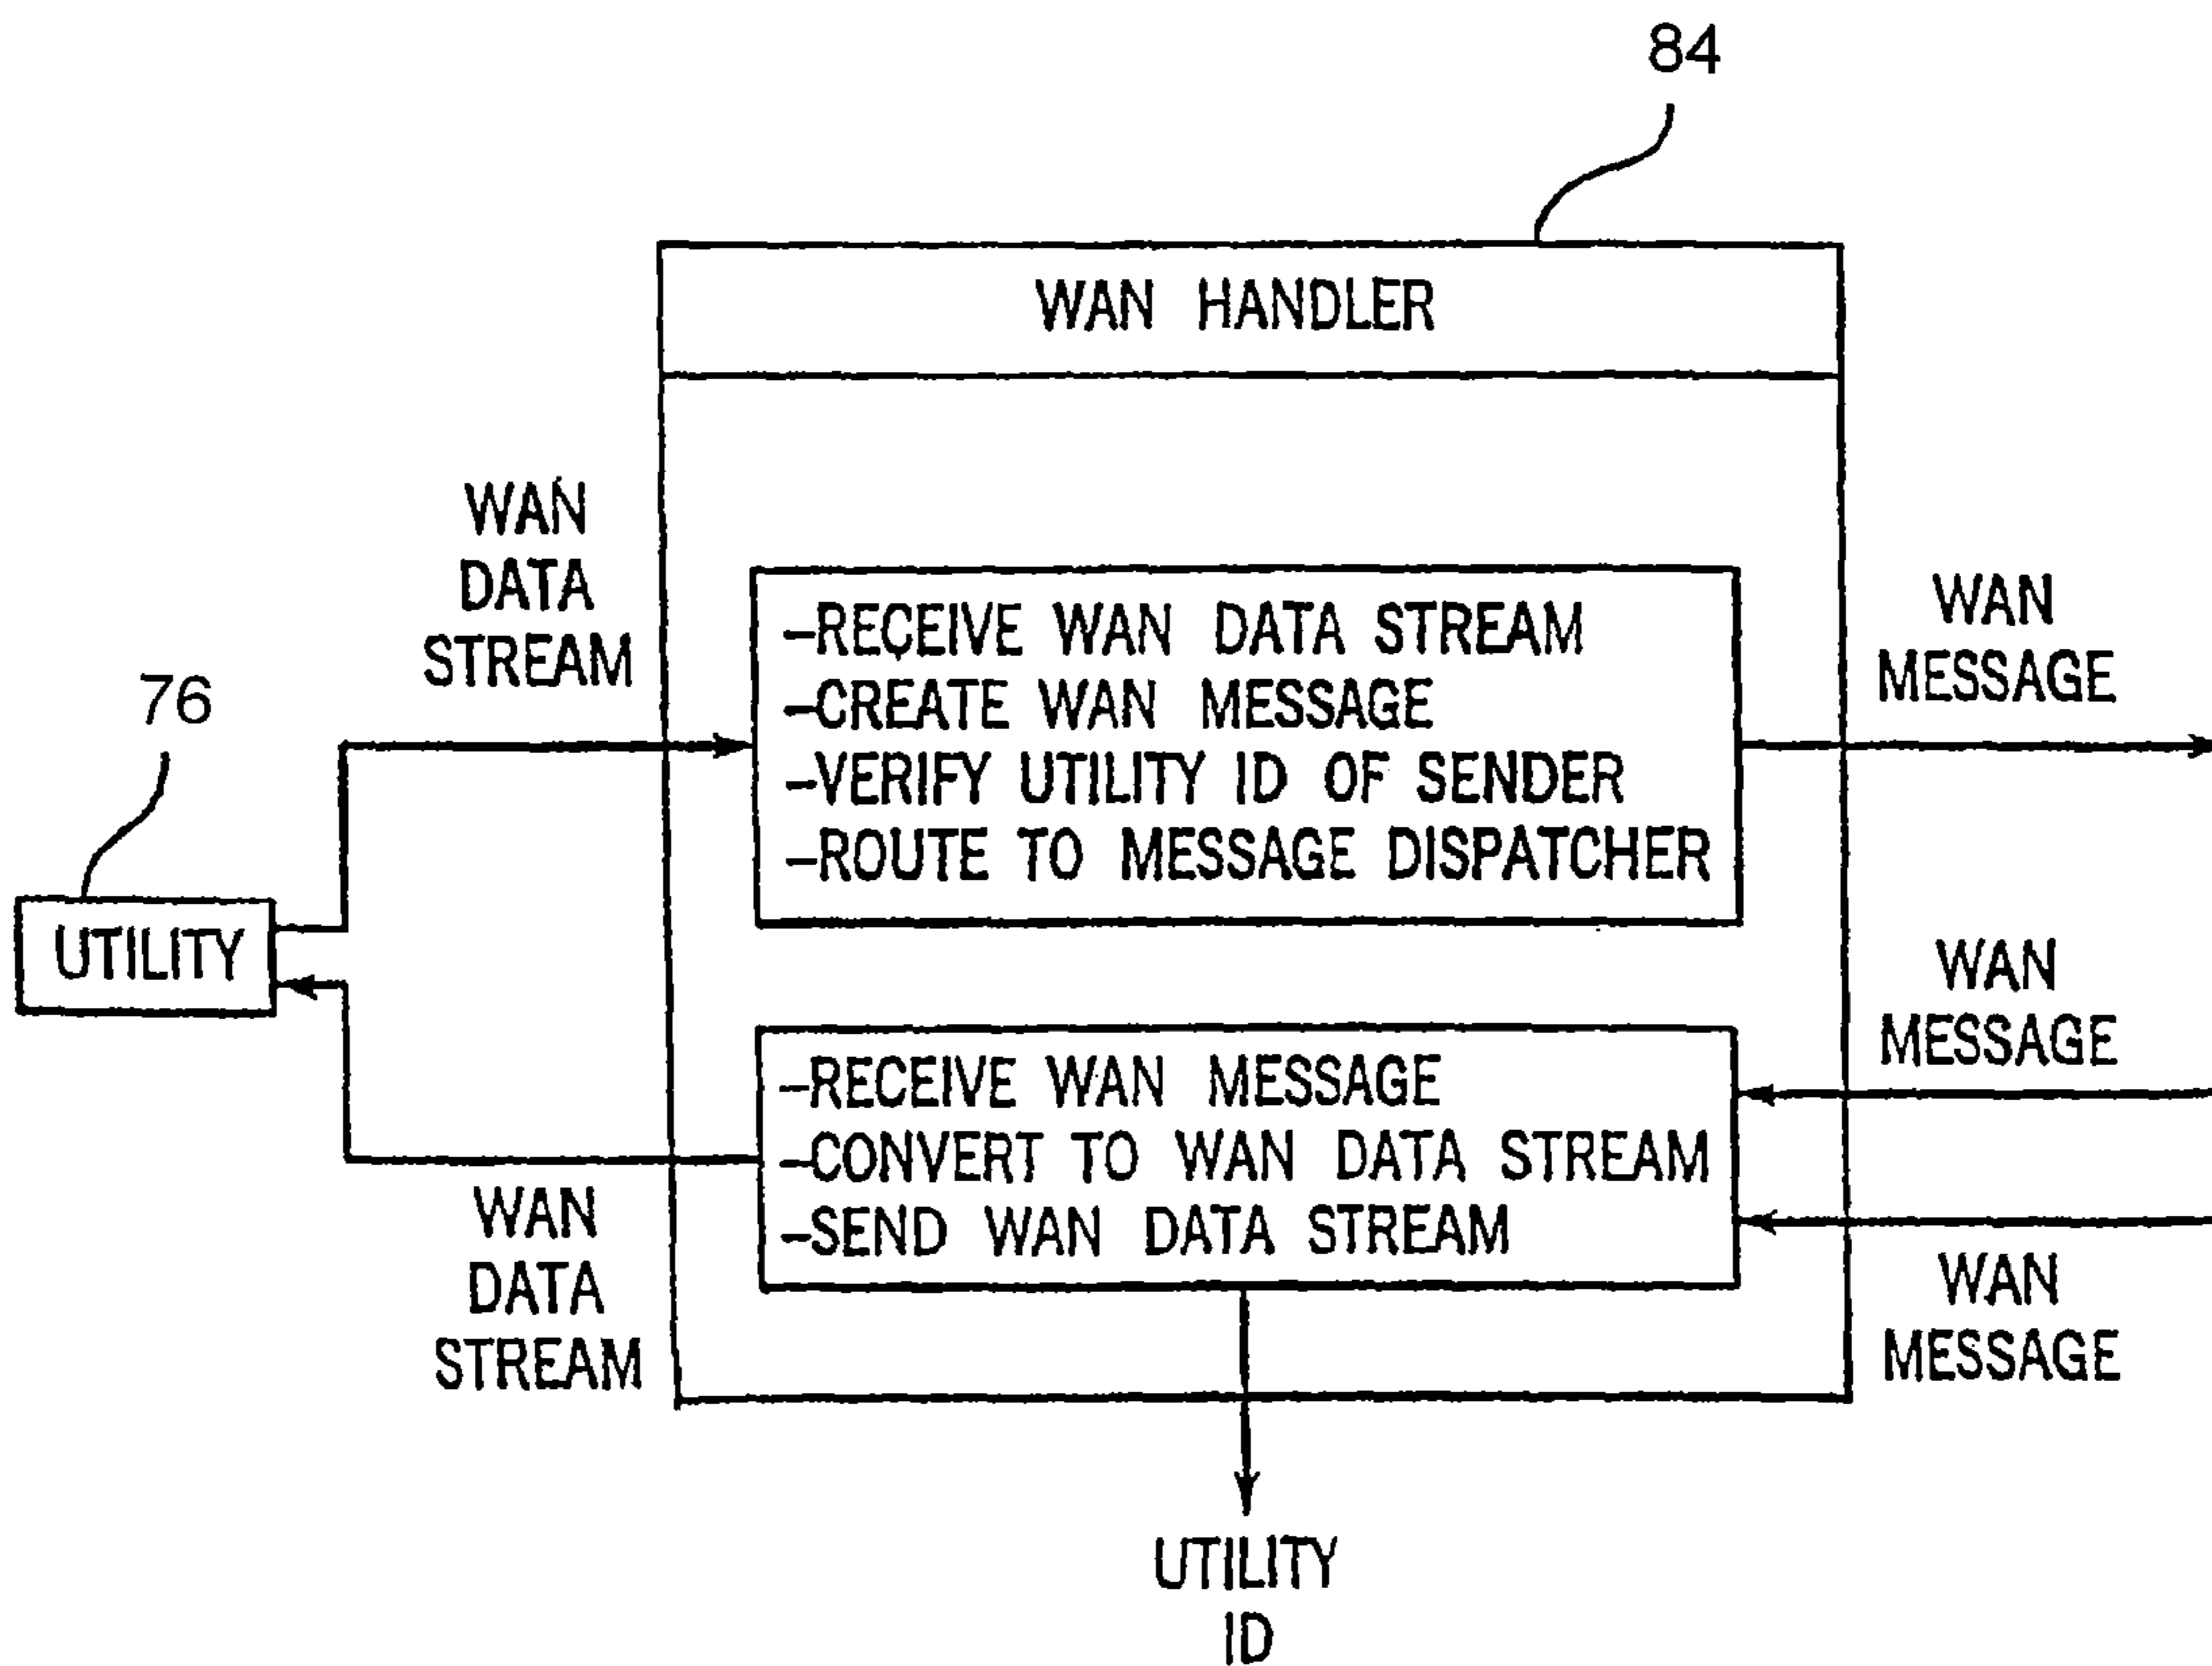 84
WAN HANDLER
WAN
DATA
STREAM
76
UTILITY
–RECEIVE WAN DATA STREAM
–CREATE WAN MESSAGE
–VERIFY UTILITY ID OF SENDER
–ROUTE TO MESSAGE DISPATCHER
WAN
MESSAGE
WAN
MESSAGE
–RECEIVE WAN MESSAGE
–CONVERT TO WAN DATA STREAM
–SEND WAN DATA STREAM
WAN
DATA
STREAM
WAN
MESSAGE
UTILITY
ID